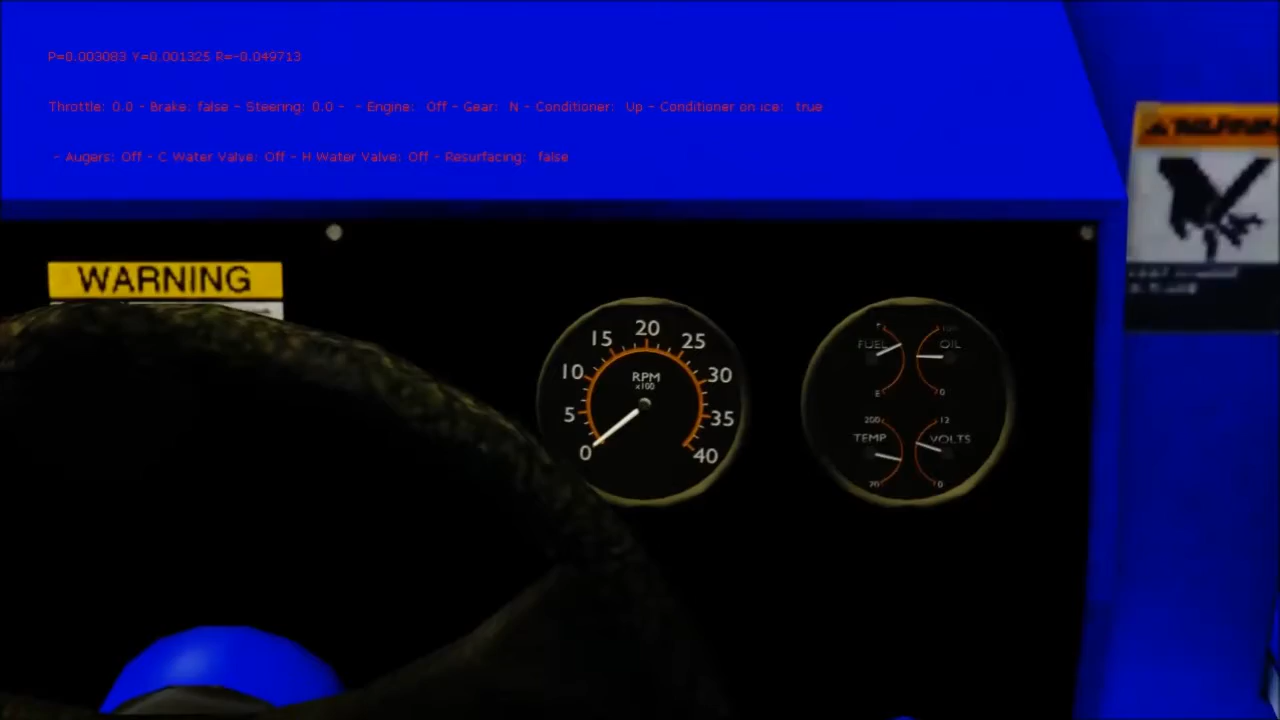 P=0.003083 Y=0.001325 R=-0.049713
Throttle: 0.0 - Brake: false - Steering: 0.0 - - Engine: Off - Gear: N - Conditioner: Up - Conditioner on ice: true
- Augers: Off - C Water Valve: Off - H Water Valve: Off - Resurfacing: false
WARNING
0 5 10 15 20 25 30 35 40
RPM
x100
FUEL
E
OIL
0
200
TEMP
70
12
VOLTS
0